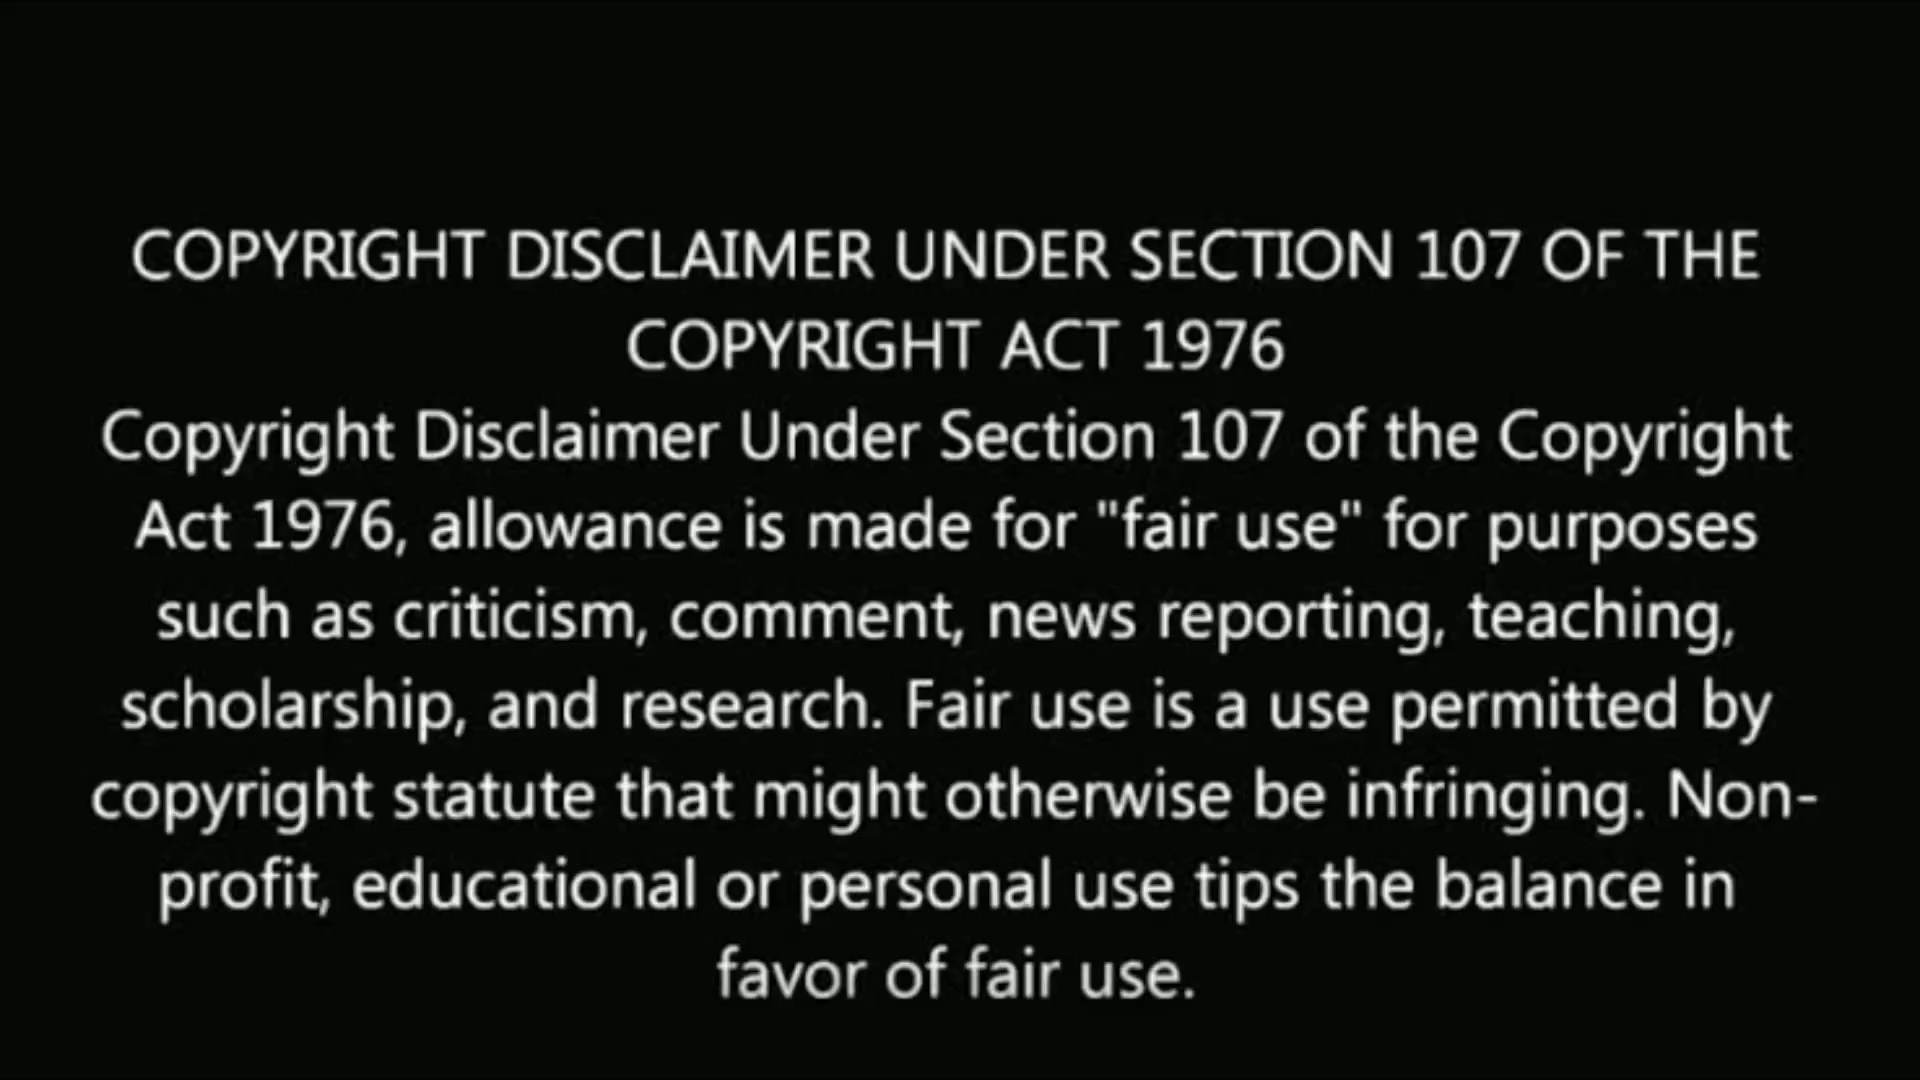 COPYRIGHT DISCLAIMER UNDER SECTION 107 OF THE
COPYRIGHT ACT 1976
Copyright Disclaimer Under Section 107 of the Copyright
Act 1976, allowance is made for "fair use" for purposes
such as criticism, comment, news reporting, teaching,
scholarship, and research. Fair use is a use permitted by
copyright statute that might otherwise be infringing. Non-
profit, educational or personal use tips the balance in
favor of fair use.